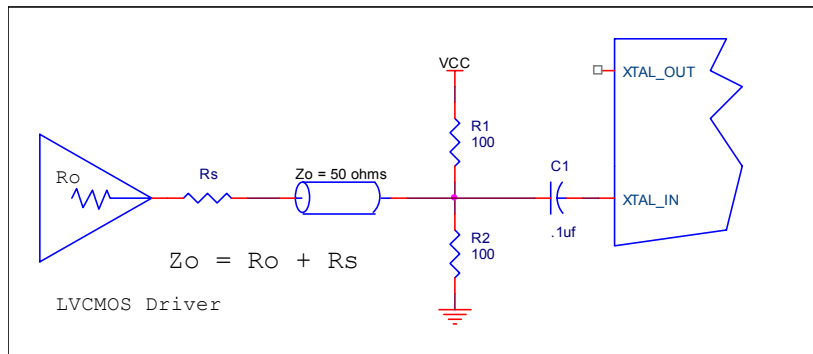 VCC
XTAL_OUT
R1
100
Ro
Rs
Zo = 50 ohms
C1
XTAL_IN
.1uf
R2
100
Zo = Ro + Rs
LVCMOS Driver